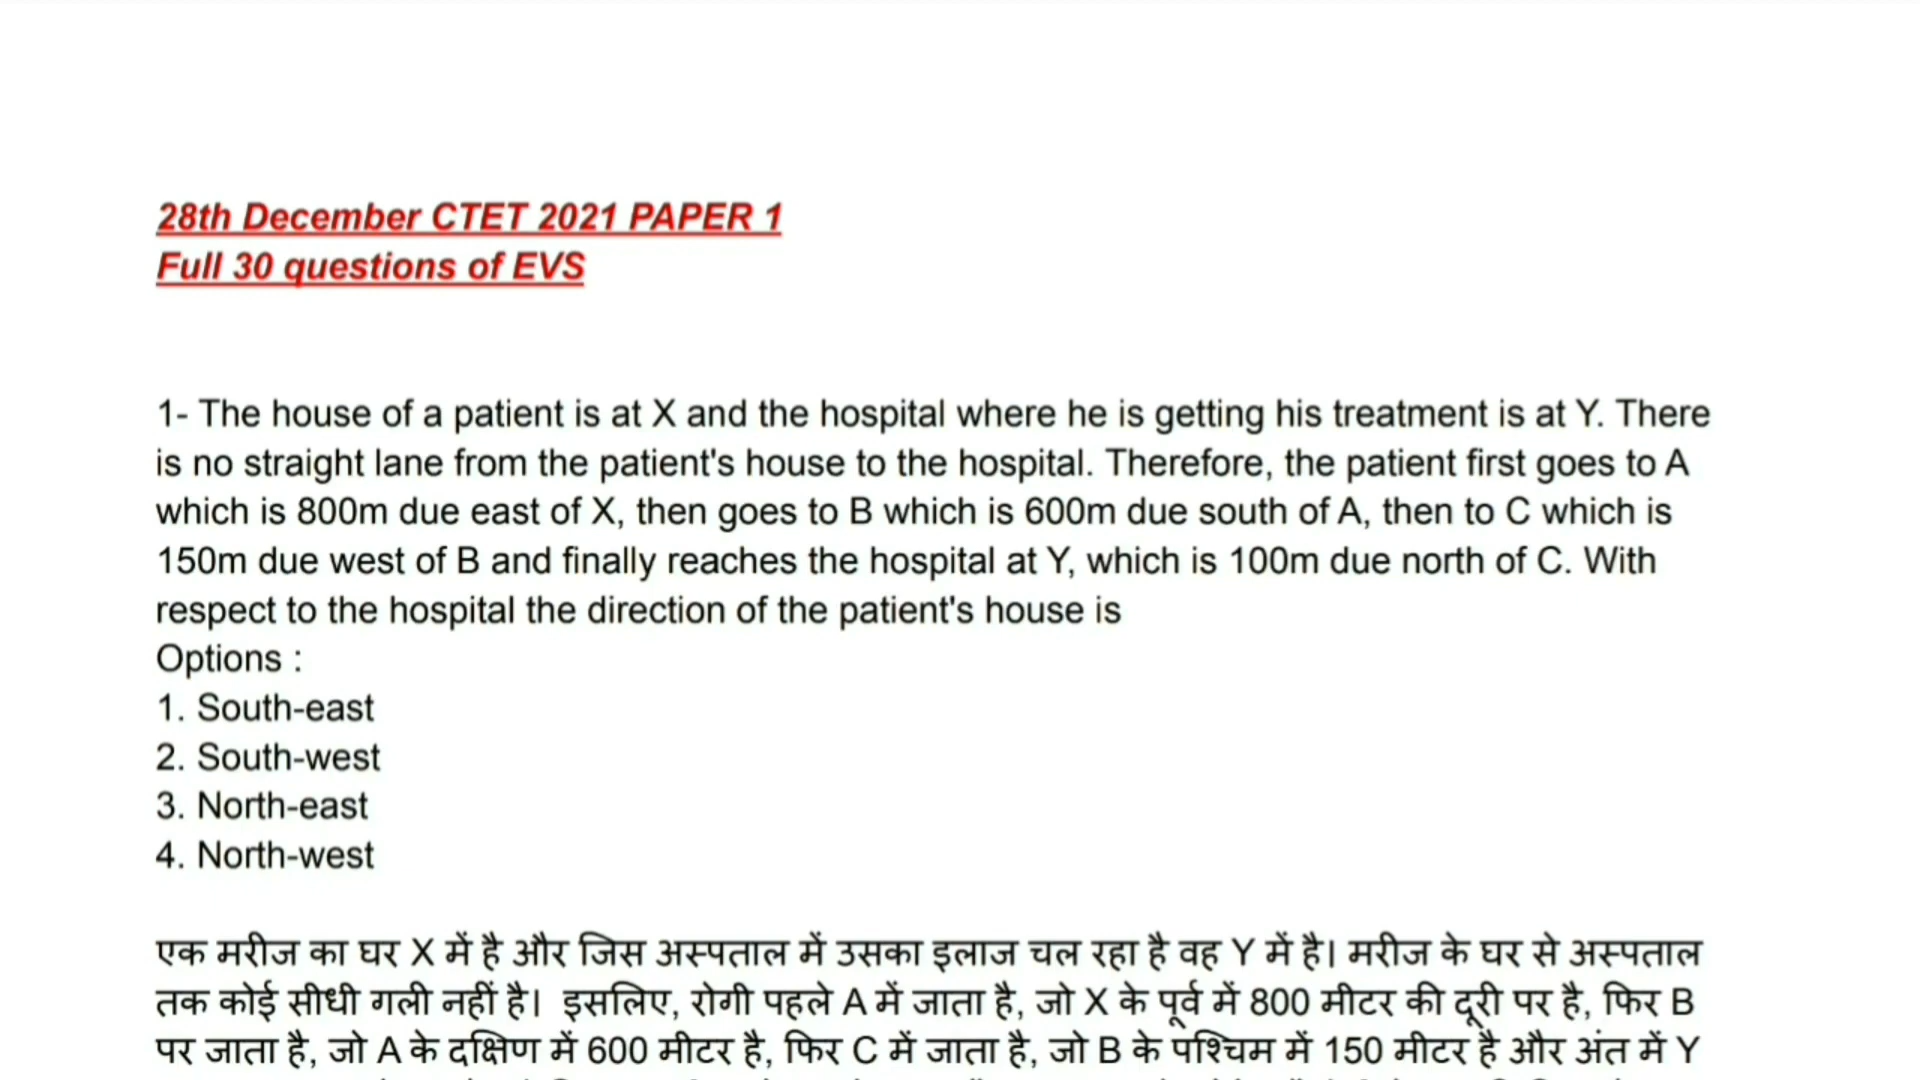 28th December CTET 2021 PAPER 1
Full 30 questions of EVS
1- The house of a patient is at X and the hospital where he is getting his treatment is at Y. There
is no straight lane from the patient's house to the hospital. Therefore, the patient first goes to A
which is 800m due east of X, then goes to B which is 600m due south of A, then to C which is
150m due west of B and finally reaches the hospital at Y, which is 100m due north of C. With
respect to the hospital the direction of the patient's house is
Options :
1. South-east
2. South-west
3. North-east
4. North-west
एक मरीज का घर X में है और जिस अस्पताल में उसका इलाज चल रहा है वह Y में है। मरीज के घर से अस्पताल
तक कोई सीधी गली नहीं है। इसलिए, रोगी पहले A में जाता है, जो X के पूर्व में 800 मीटर की दूरी पर है, फिर B
पर जाता है, जो A के दक्षिण में 600 मीटर है, फिर C में जाता है, जो B के पश्चिम में 150 मीटर है और अंत में Y